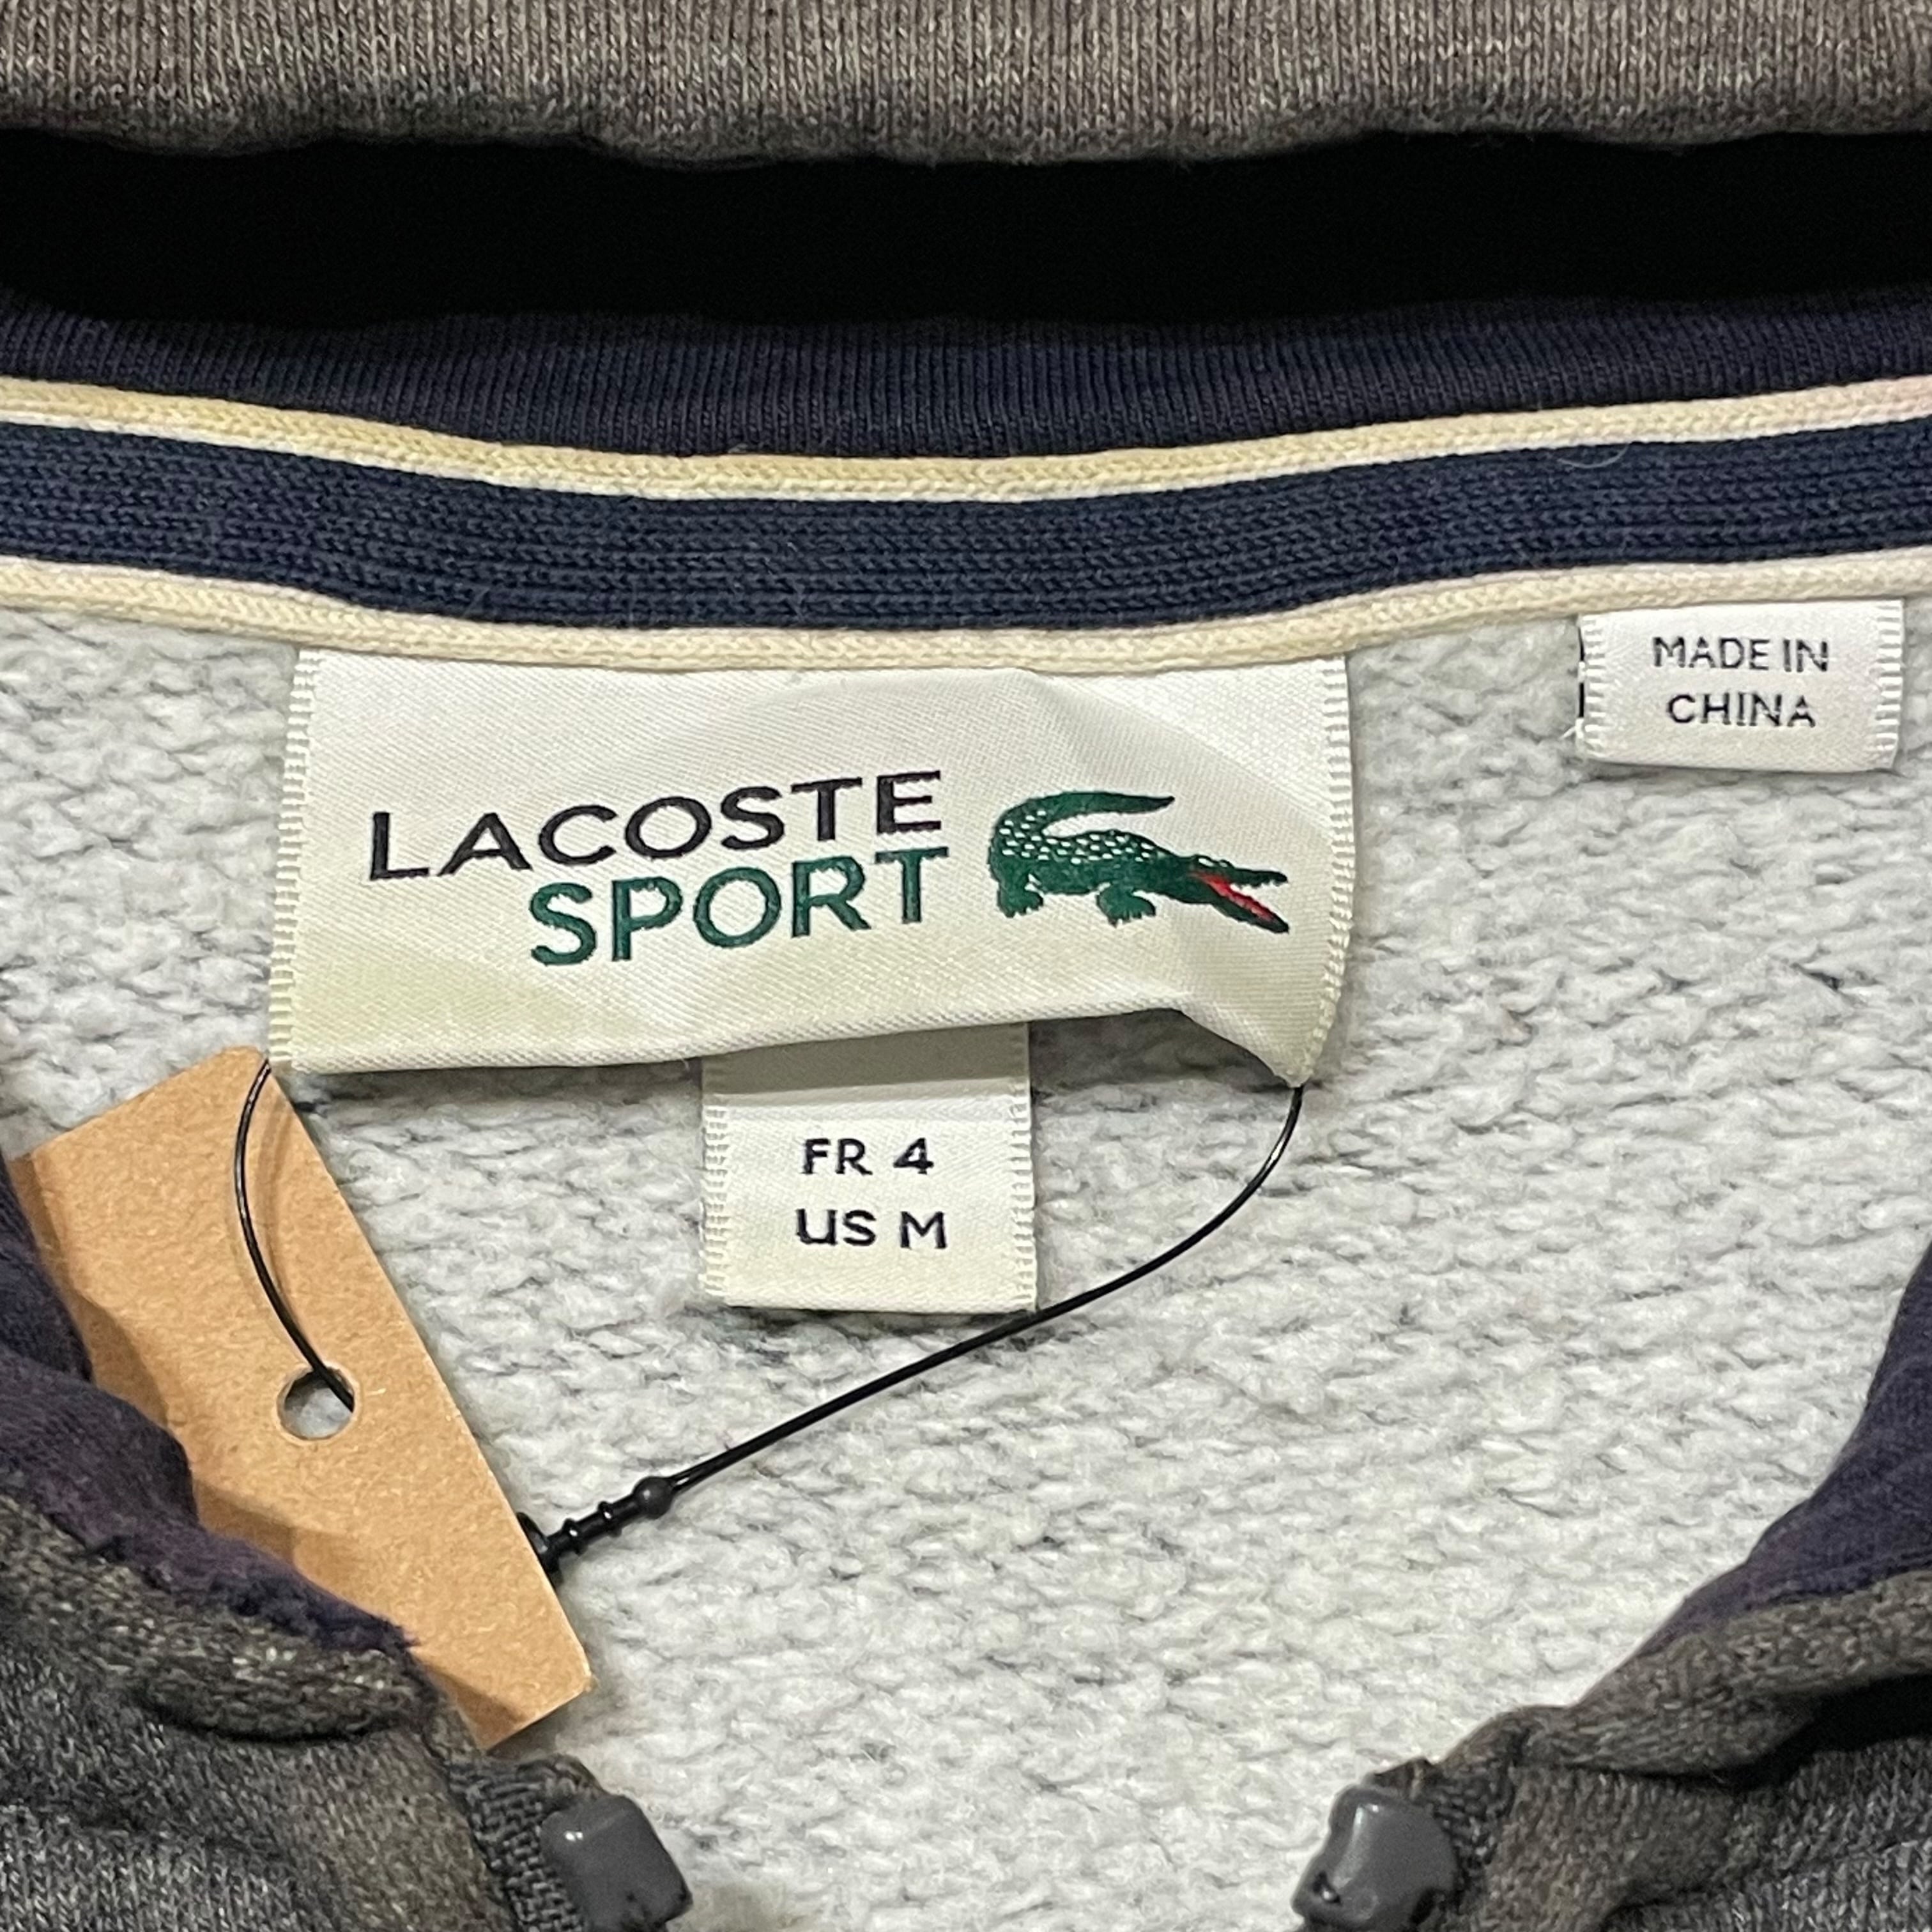 LACOSTE
SPORT
MADE IN
CHINA
FR 4
US M